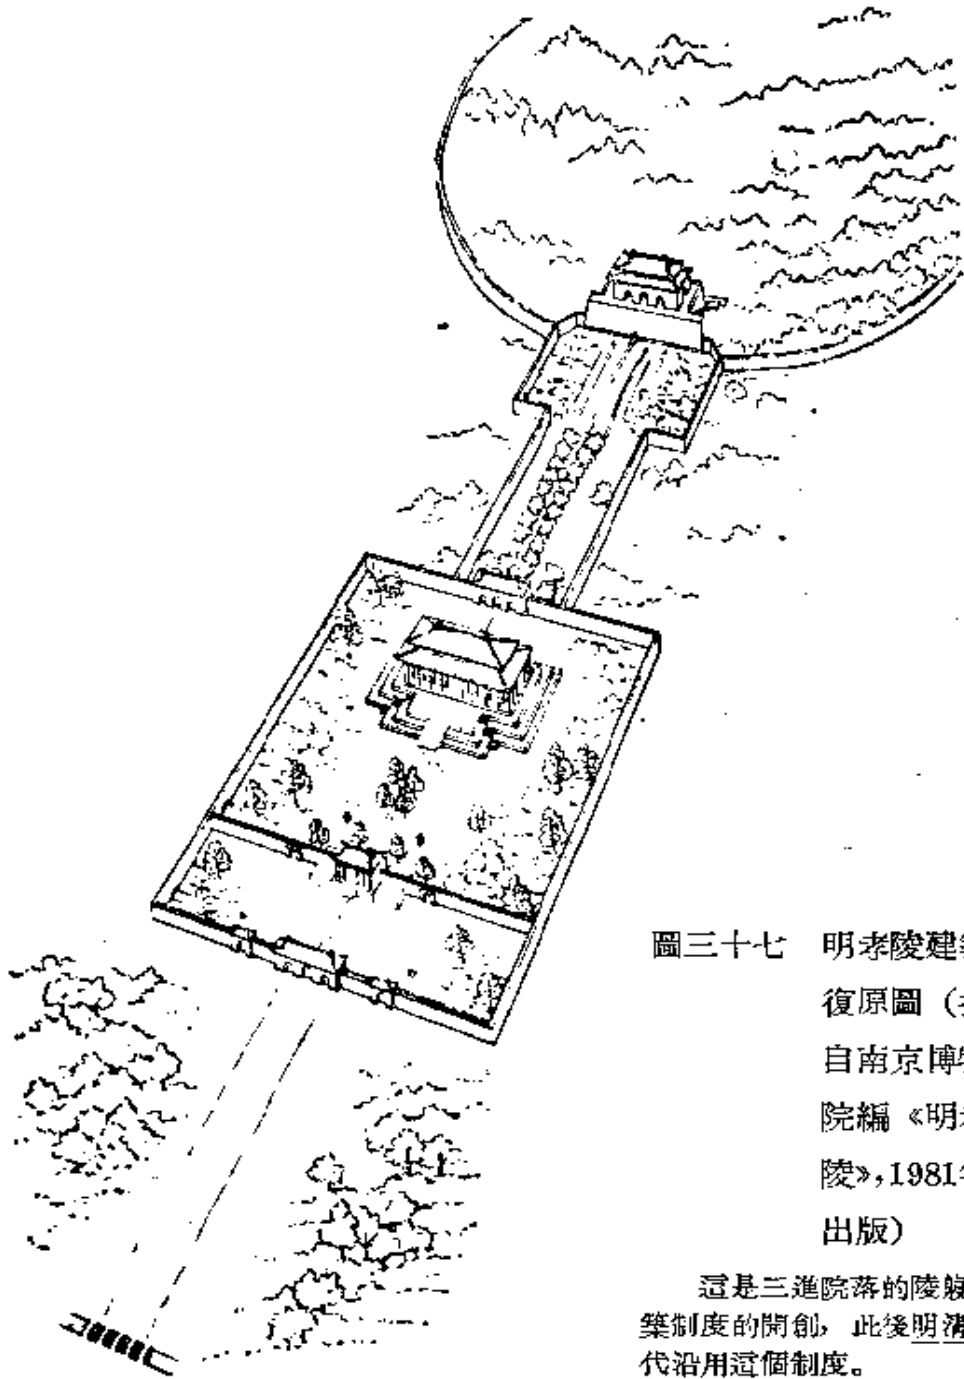 圖三十七　明孝陵建
復原圖（
自南京博
院編《明
陵》，1981
出版）
這是三進院落的陵寢
築制度的開創，此後明清
代沿用這個制度。